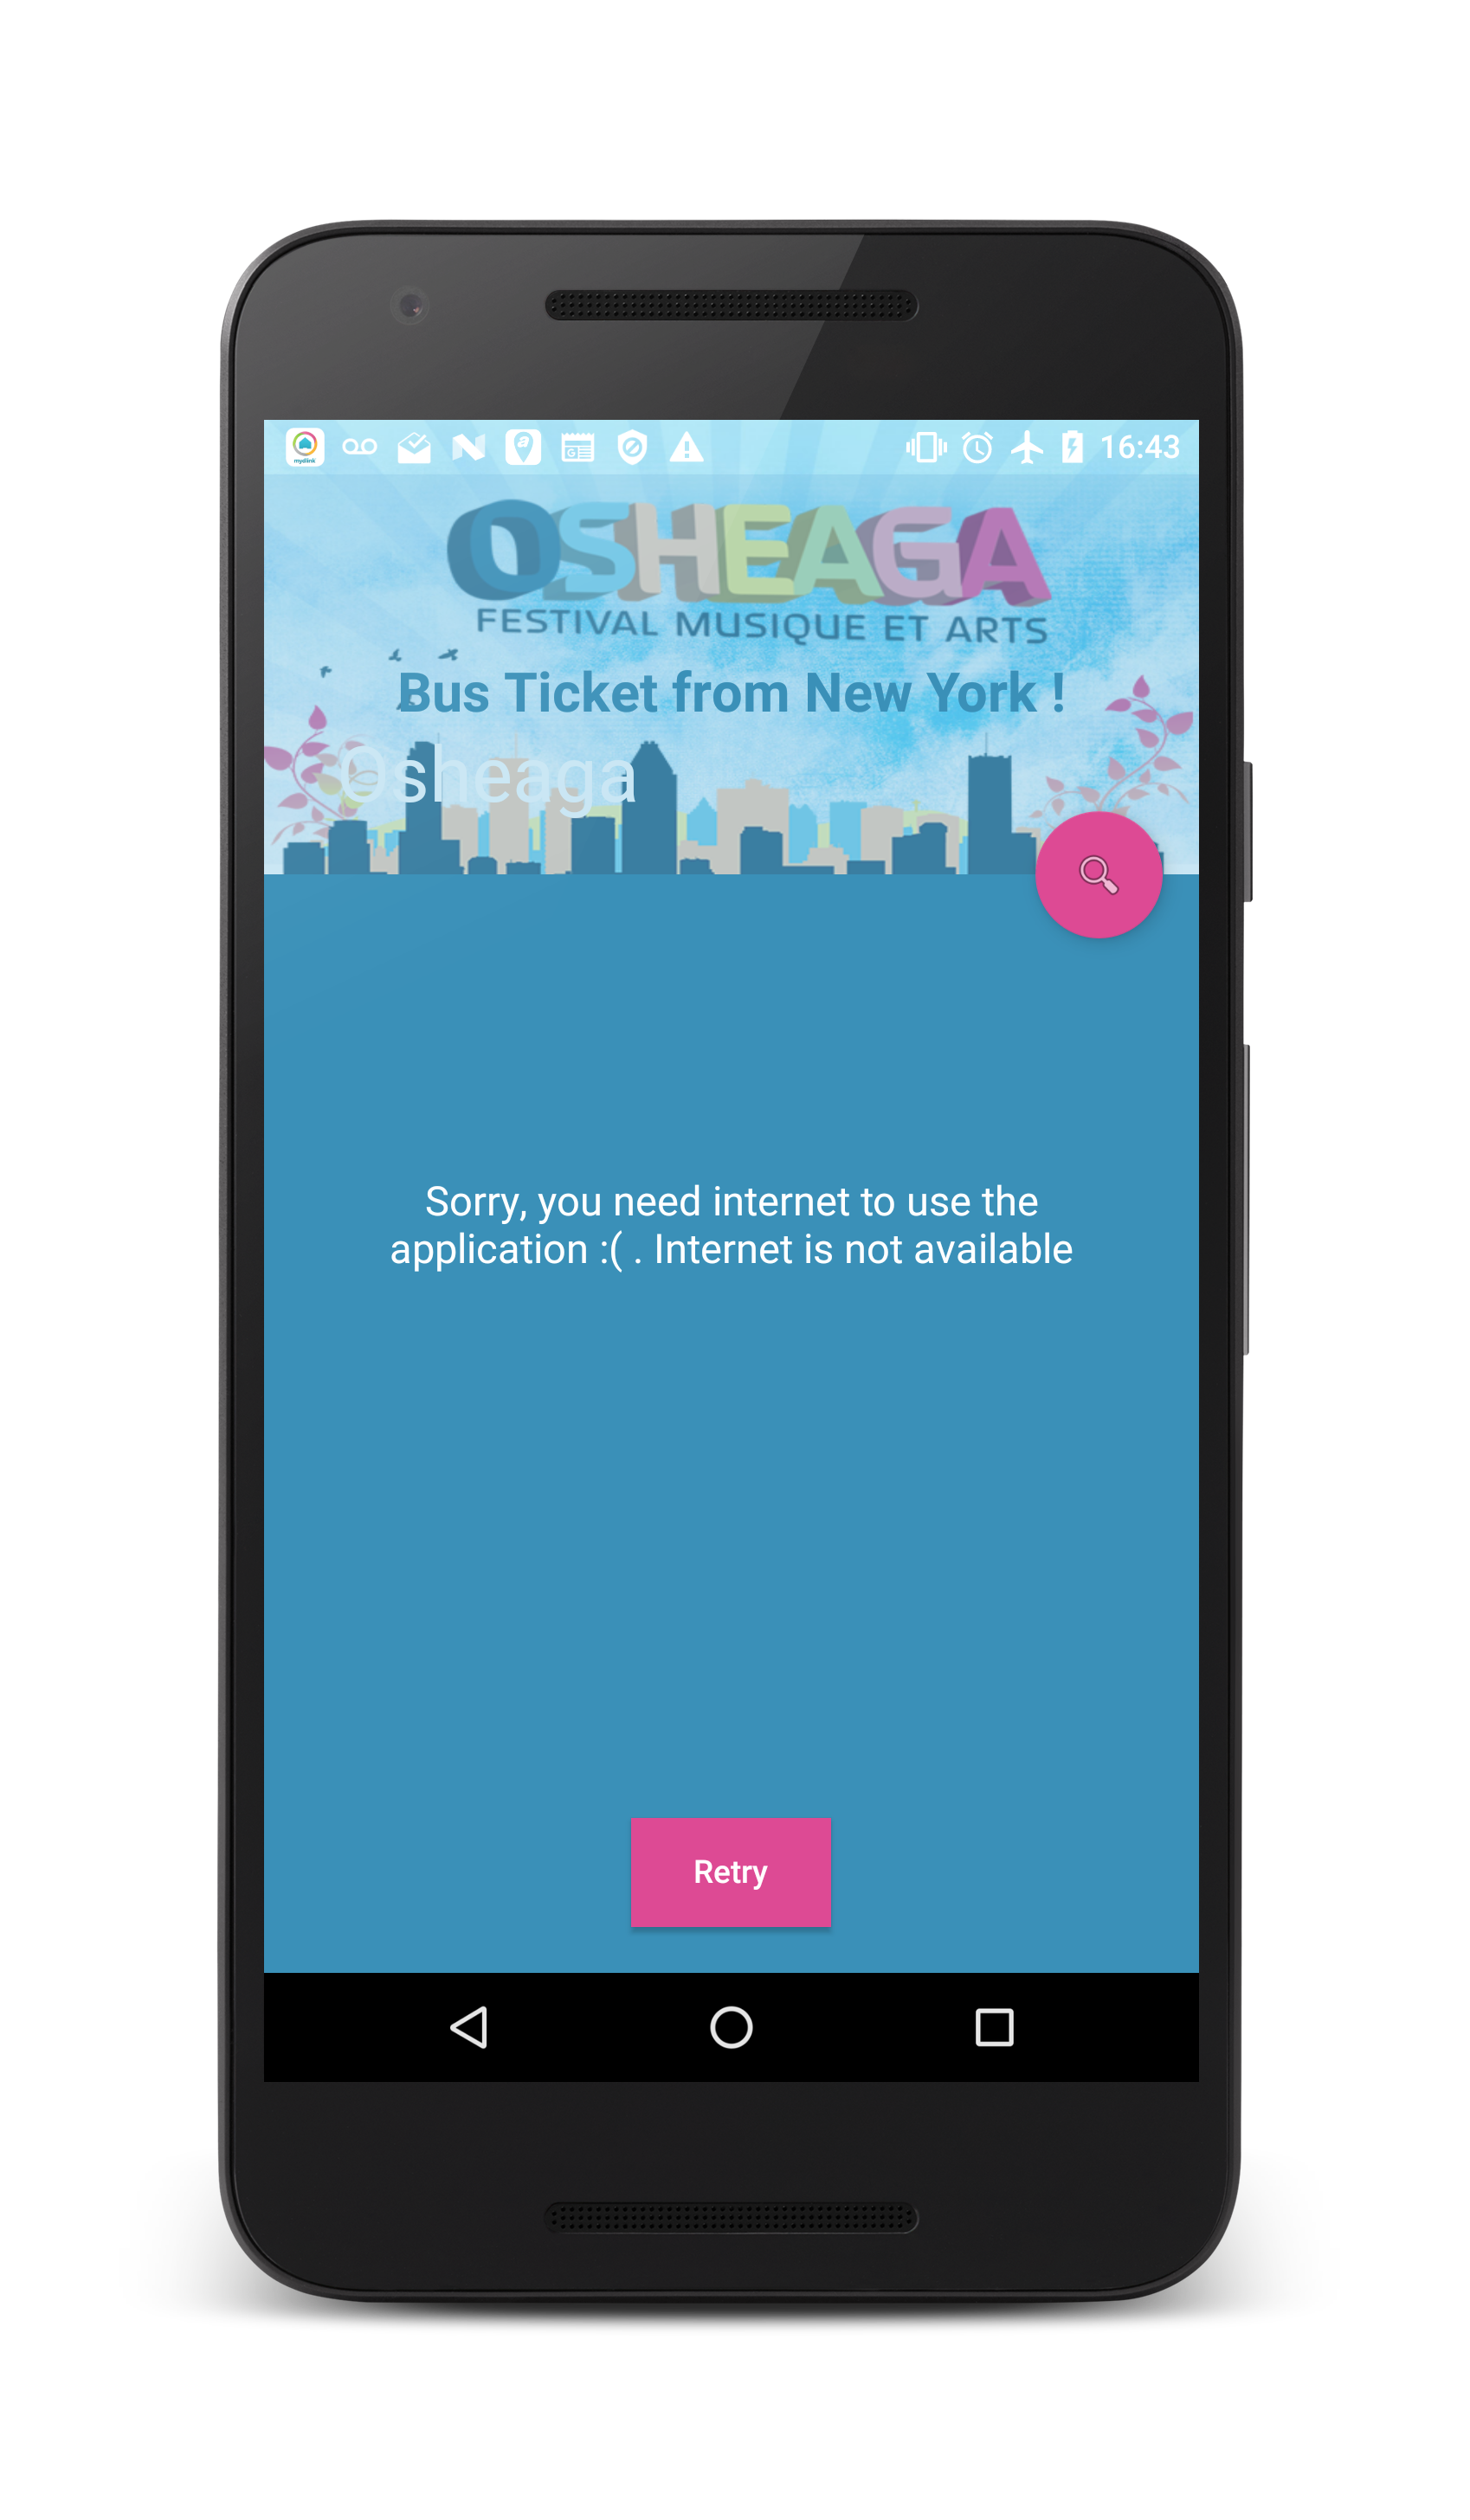 mydlink
16:43
OSHEAGA
FESTIVAL MUSIQUE ET ARTS
Bus Ticket from New York !
Osheaga
Sorry, you need internet to use the
application :( . Internet is not available
Retry